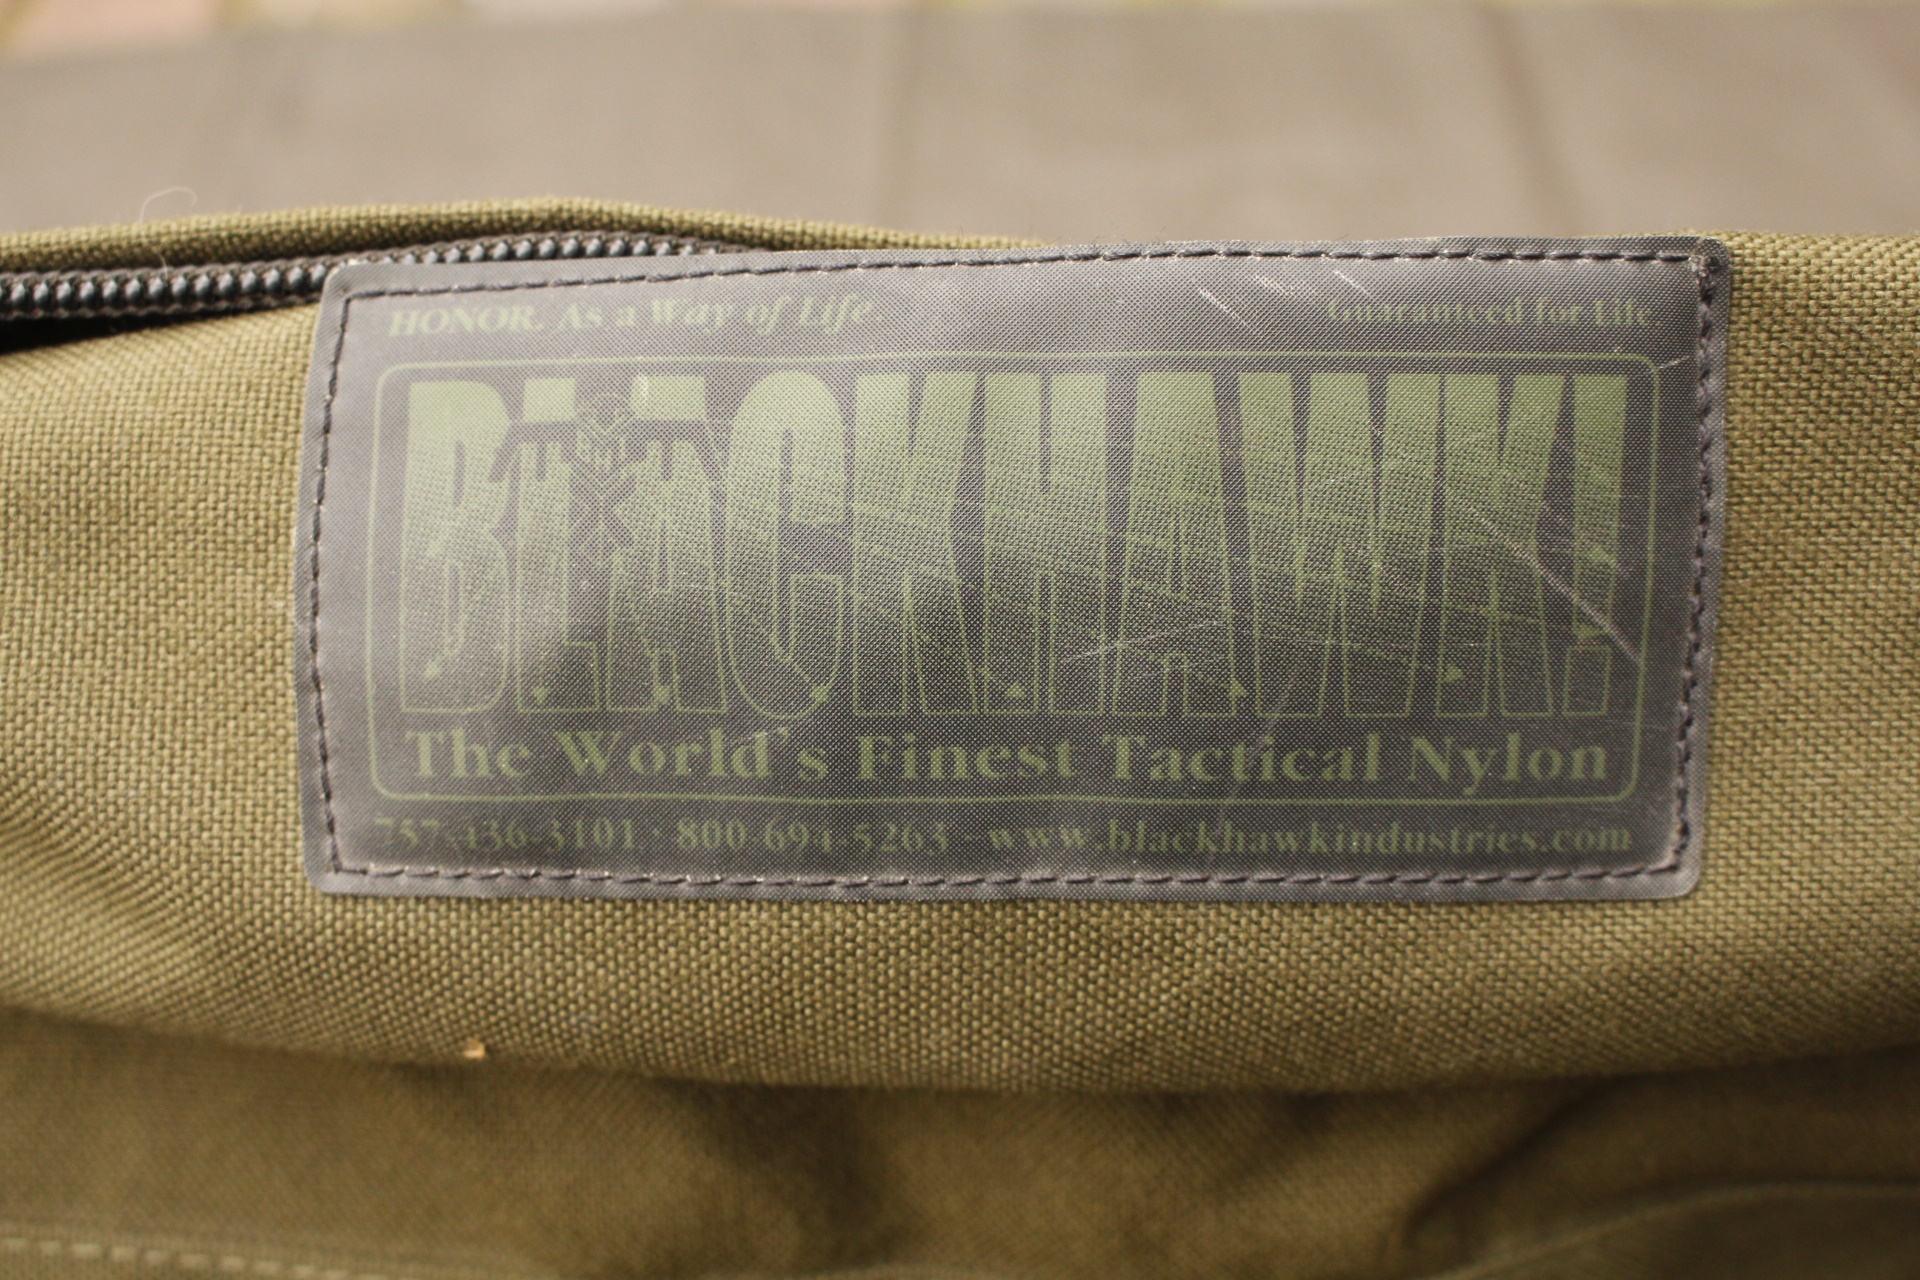 HONOR. As a Way of Life
Guaranteed for Life.
BLACKHAWK!
The World's Finest Tactical Nylon
757-436-3101 · 800-694-5263 · www.blackhawkindustries.com